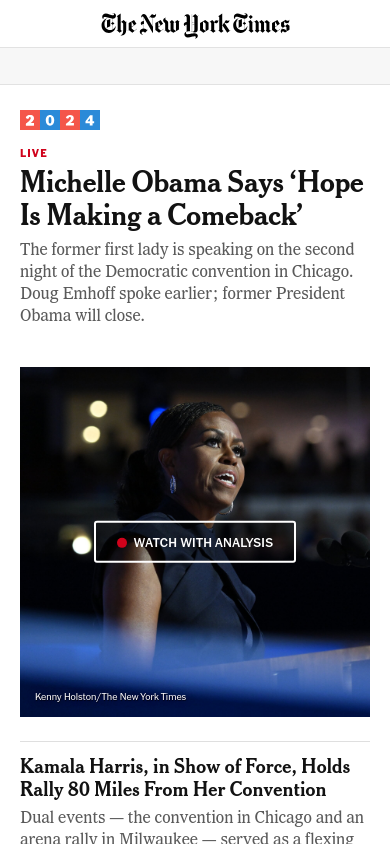 The New York Times
2024
LIVE
Michelle Obama Says ‘Hope
Is Making a Comeback’
The former first lady is speaking on the second
night of the Democratic convention in Chicago.
Doug Emhoff spoke earlier; former President
Obama will close.
WATCH WITH ANALYSIS
Kenny Holston/The New York Times
Kamala Harris, in Show of Force, Holds
Rally 80 Miles From Her Convention
Dual events — the convention in Chicago and an
arena rally in Milwaukee — served as a flexing